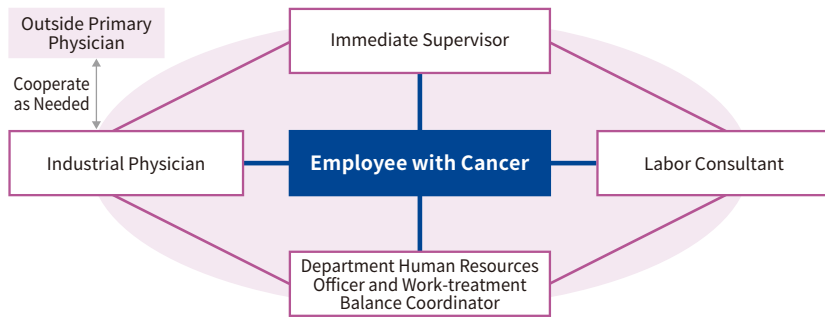 Outside Primary
Physician
Immediate Supervisor
Cooperate
as Needed
Industrial Physician
Employee with Cancer
Labor Consultant
Department Human Resources
Officer and Work-treatment
Balance Coordinator